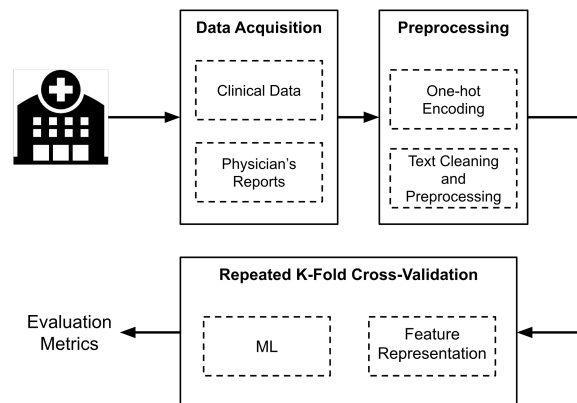 Data Acquisition
Clinical Data
Physician's
Reports
Preprocessing
One-hot
Encoding
Text Cleaning
and
Preprocessing
Repeated K-Fold Cross-Validation
Feature
Representation
ML
Evaluation
Metrics